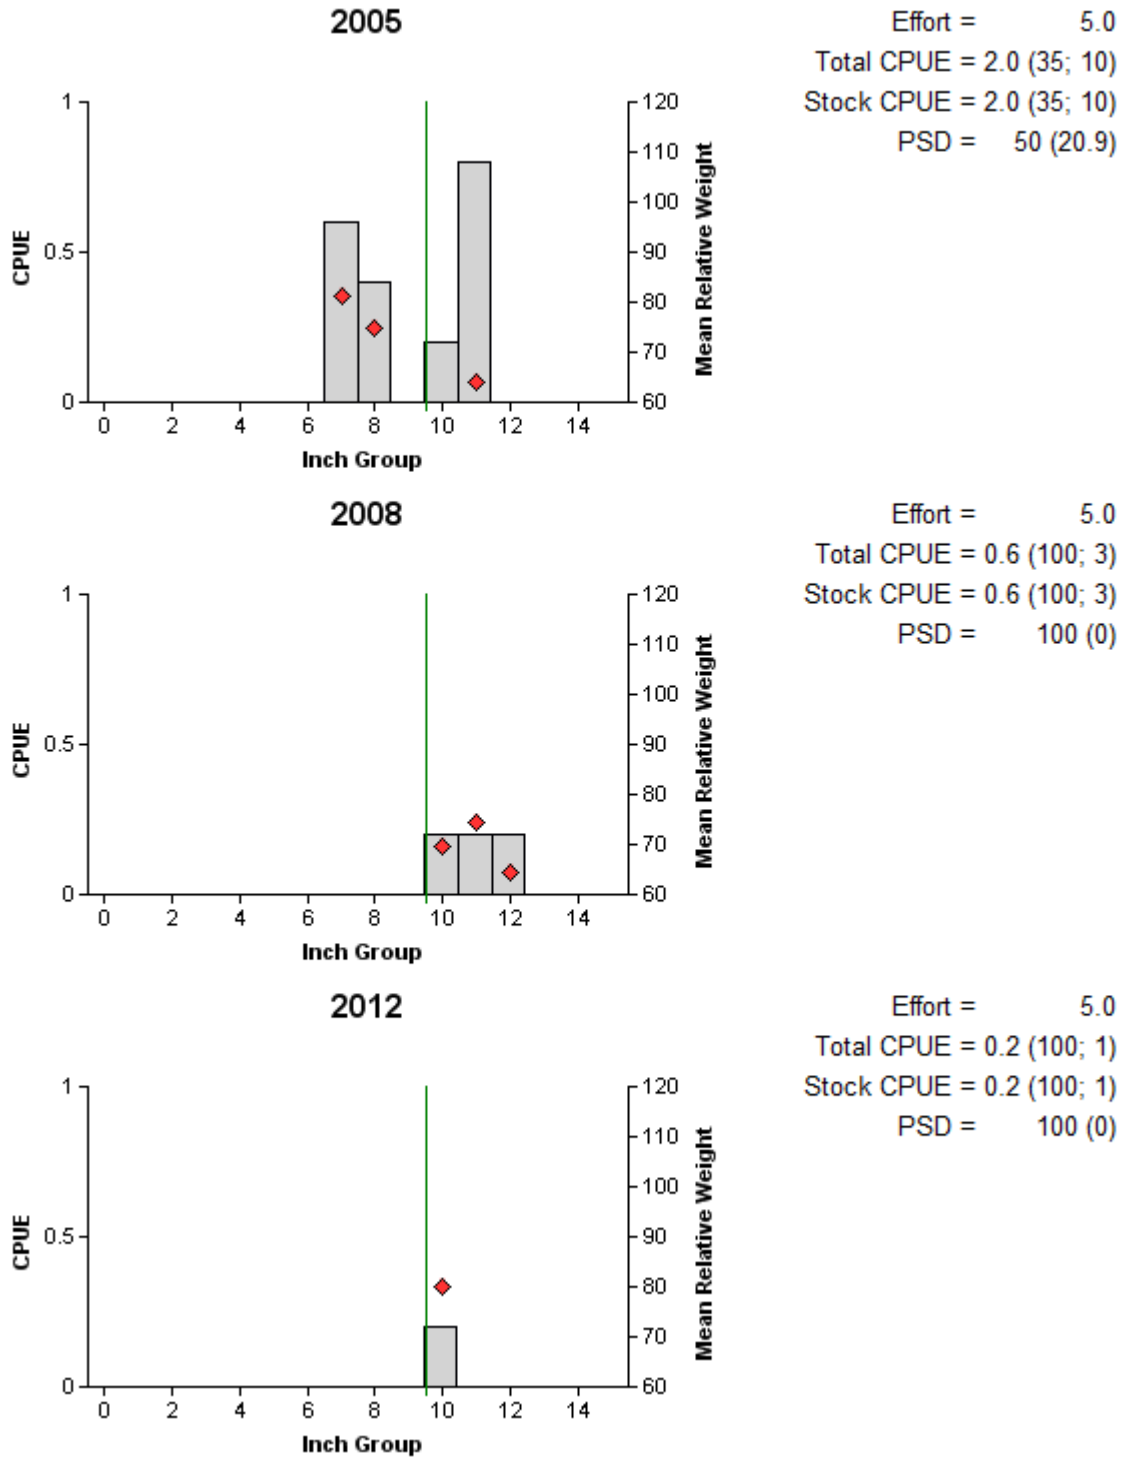 2005
Effort = 5.0
Total CPUE = 2.0 (35; 10)
Stock CPUE = 2.0 (35; 10)
PSD = 50 (20.9)
1
0.5
0
CPUE
120
110
100
90
80
70
60
Mean Relative Weight
0 2 4 6 8 10 12 14
Inch Group
2008
Effort = 5.0
Total CPUE = 0.6 (100; 3)
Stock CPUE = 0.6 (100; 3)
PSD = 100 (0)
1
0.5
0
CPUE
120
110
100
90
80
70
60
Mean Relative Weight
0 2 4 6 8 10 12 14
Inch Group
2012
Effort = 5.0
Total CPUE = 0.2 (100; 1)
Stock CPUE = 0.2 (100; 1)
PSD = 100 (0)
1
0.5
0
CPUE
120
110
100
90
80
70
60
Mean Relative Weight
0 2 4 6 8 10 12 14
Inch Group